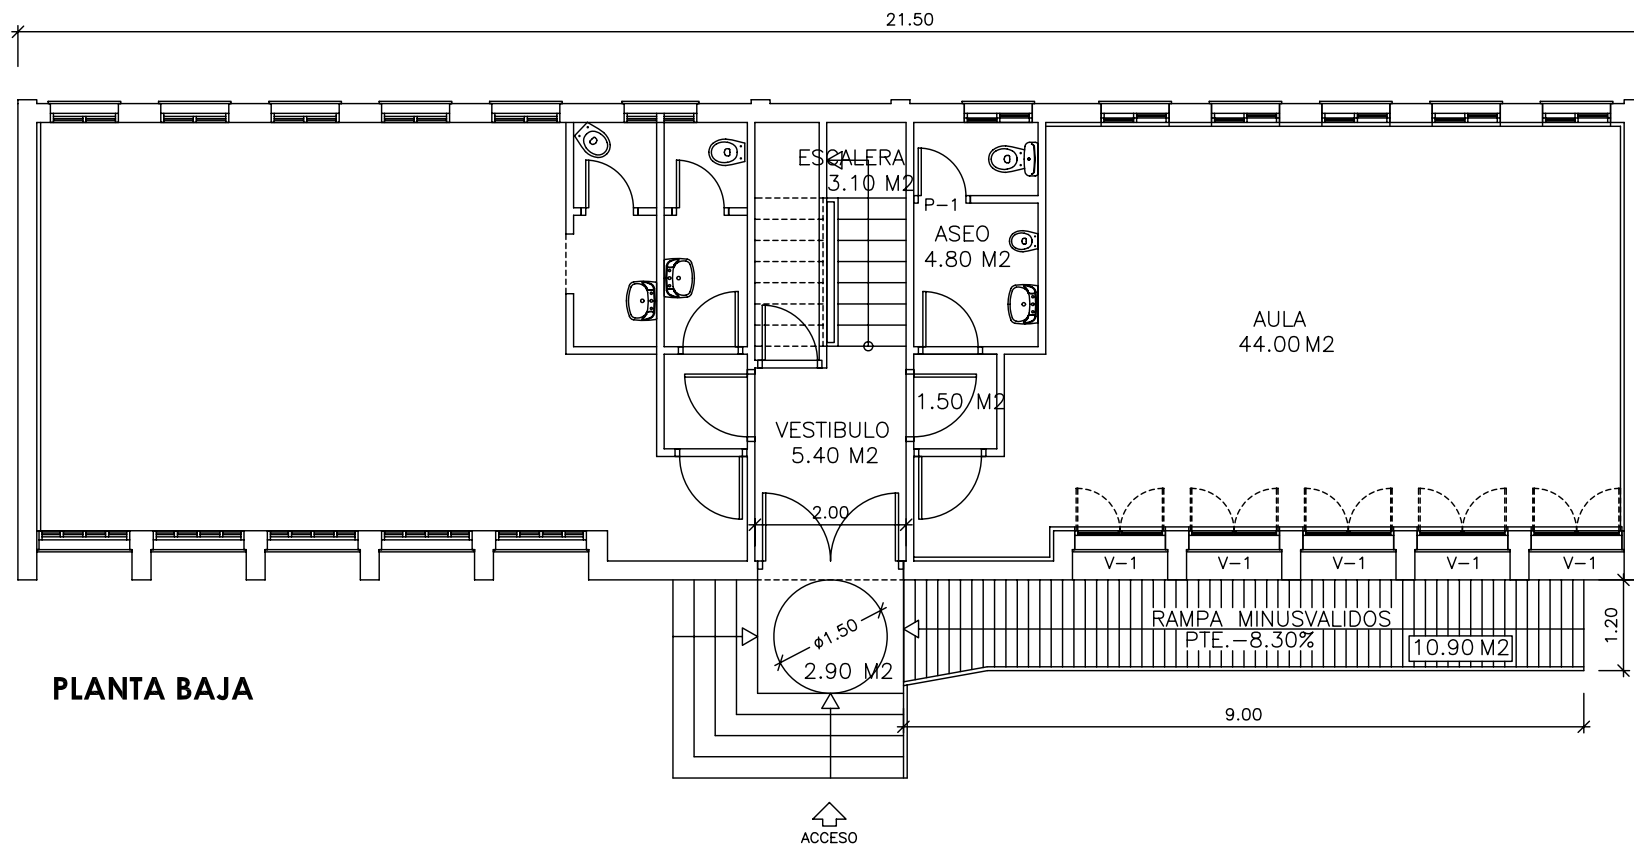 21.50
ESCALERA
3.10 M2
P-1
ASEO
4.80 M2
AULA
44.00 M2
1.50 M2
VESTIBULO
5.40 M2
2.00
V-1 V-1 V-1 V-1 V-1
RAMPA MINUSVALIDOS
PTE.-8.30%
10.90 M2
1.20
ø1.50
2.90 M2
PLANTA BAJA
9.00
ACCESO